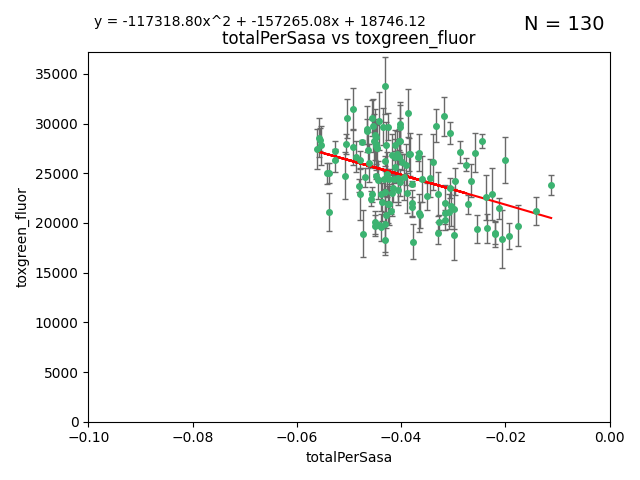 y = -117318.80x^2 + -157265.08x + 18746.12
N = 130
totalPerSasa vs toxgreen_fluor
35000
30000
25000
20000
15000
10000
5000
0
toxgreen_fluor
−0.10 −0.08 −0.06 −0.04 −0.02 0.00
totalPerSasa